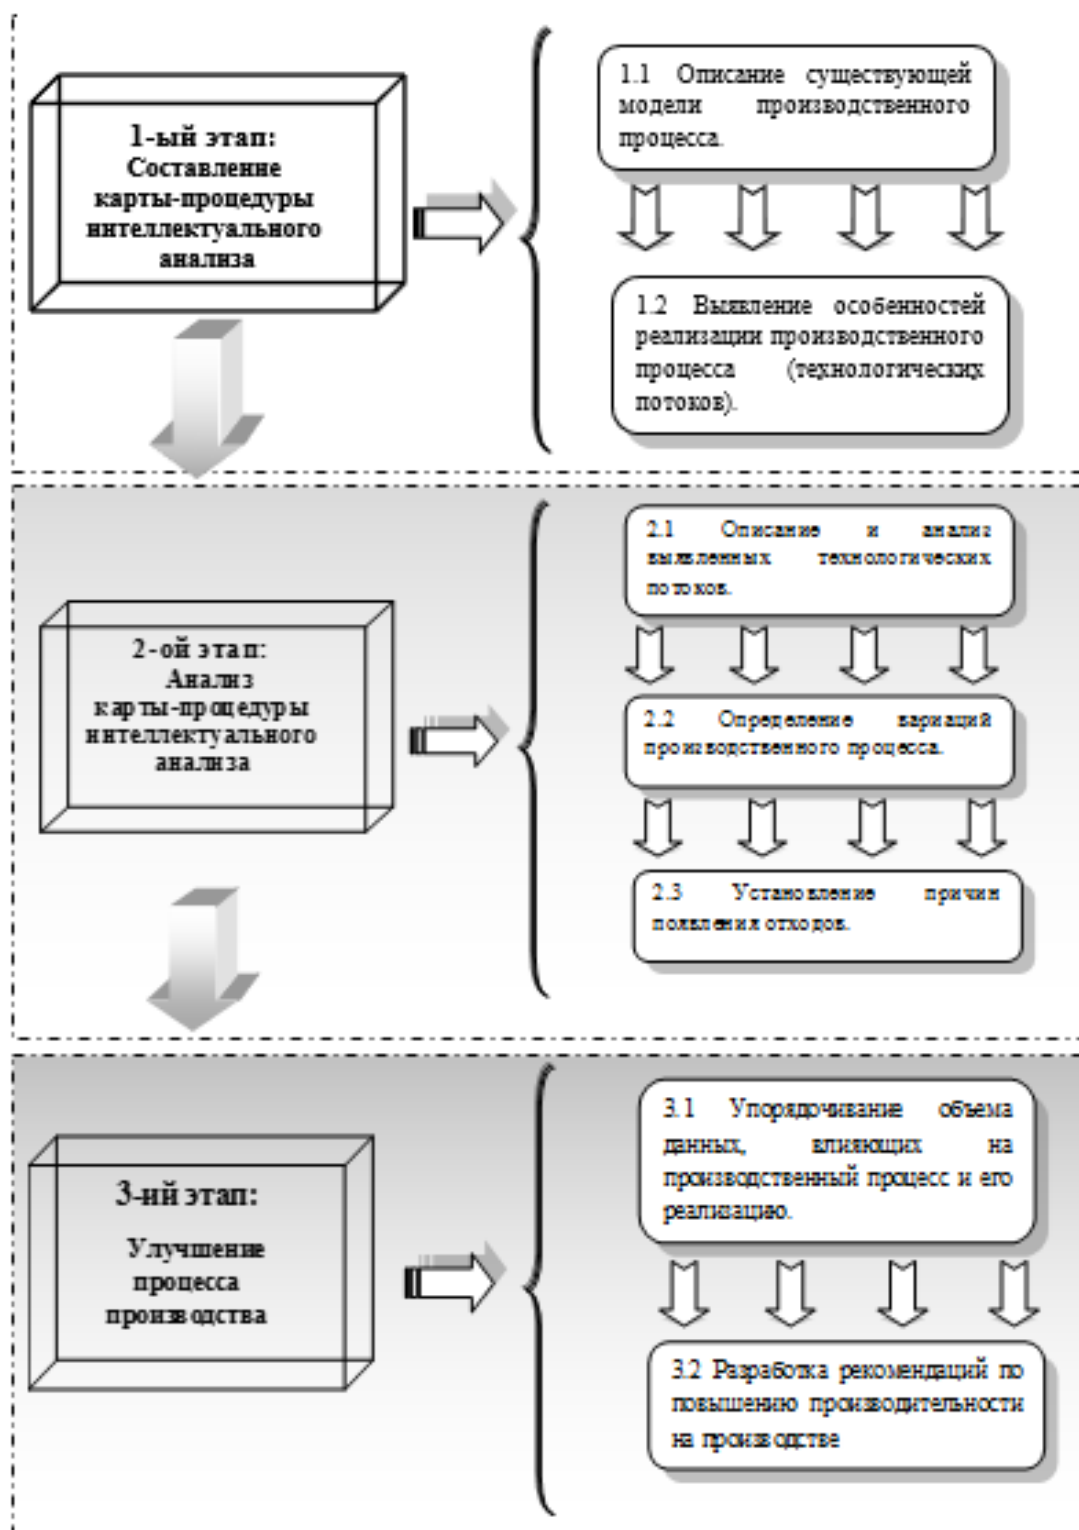 1-ый этап:
Составление
карты-процедуры
интеллектуального
анализа
1.1 Описание существующей
модели производственного
процесса.
1.2 Выявление особенностей
реализации производственного
процесса (технологических
потоков).
2-ой этап:
Анализ
карты-процедуры
интеллектуального
анализа
2.1 Описание и анализ
выявленных технологических
потоков.
2.2 Определение вариаций
производственного процесса.
2.3 Установление причин
появления отходов.
3-ий этап:
Улучшение
процесса
производства
3.1 Упорядочивание объема
данных, влияющих на
производственный процесс и его
реализацию.
3.2 Разработка рекомендаций по
повышению производительности
на производстве